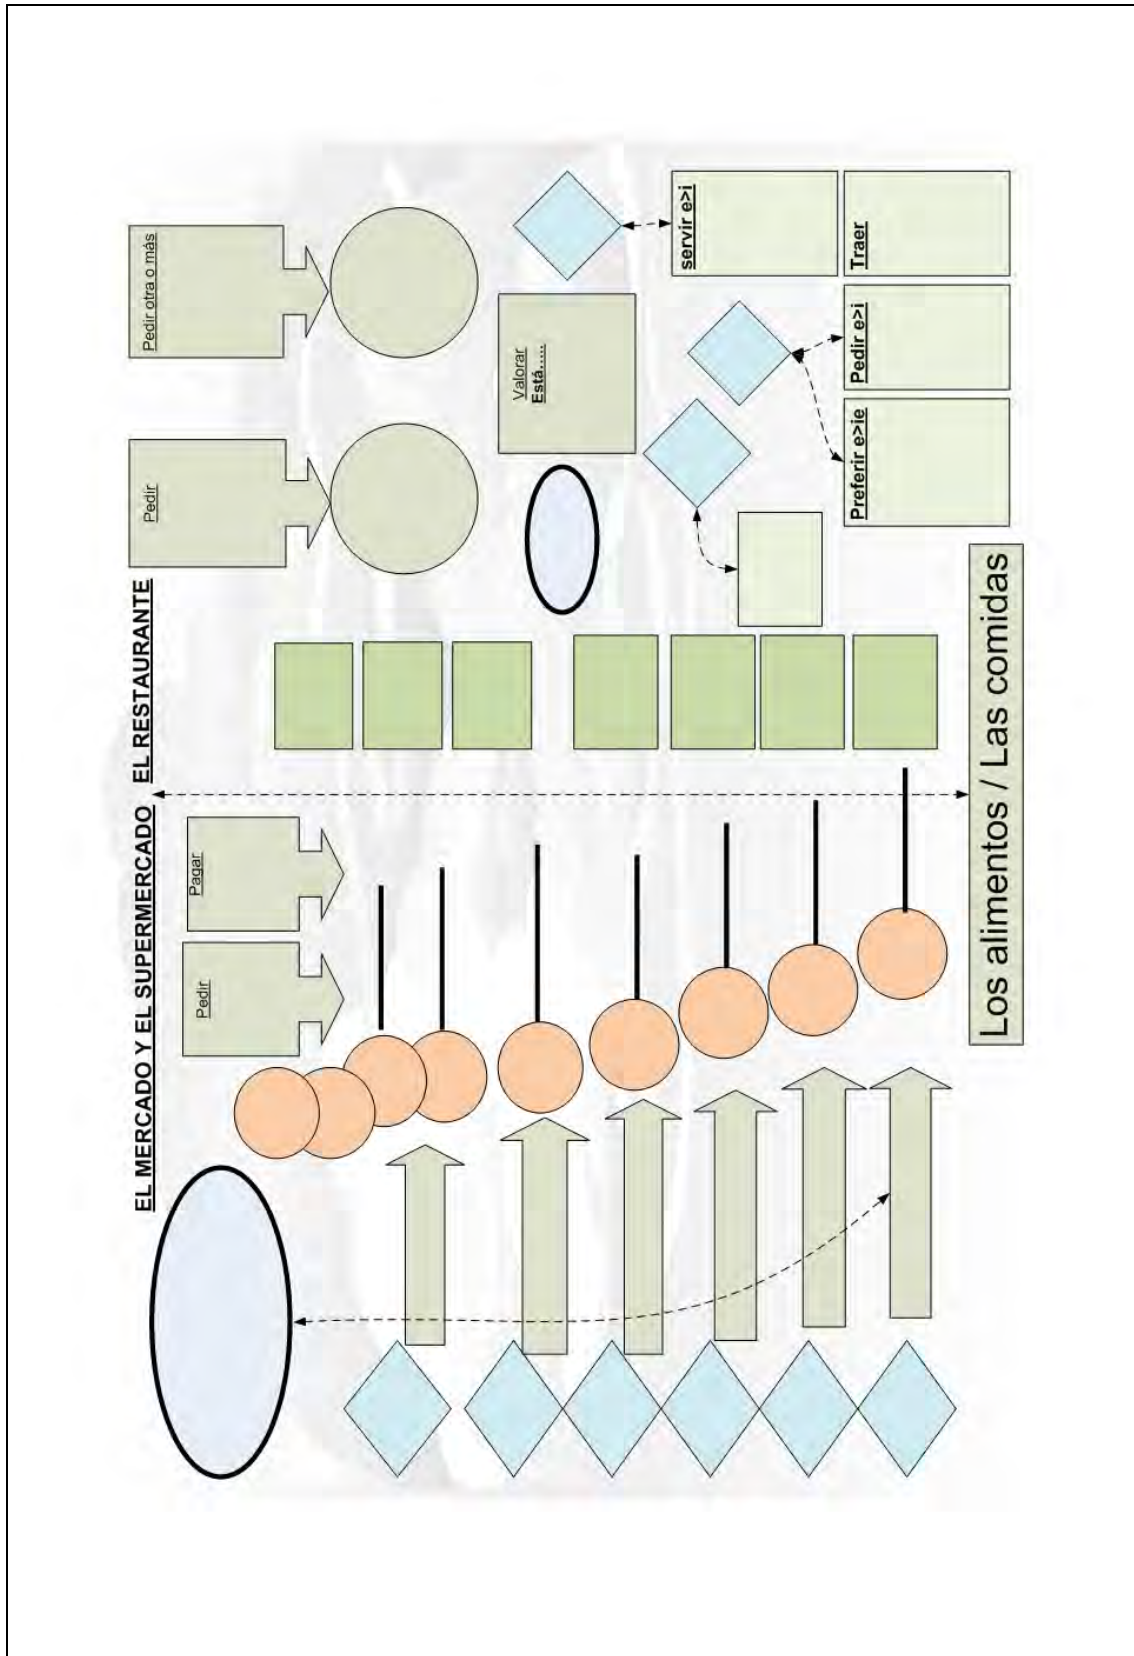 EL MERCADO Y EL SUPERMERCADO
EL RESTAURANTE
Pedir
Pagar
Pedir
Pedir otra o más
Valorar
Está.....
servir e>i
Traer
Pedir e>i
Preferir e>ie
Los alimentos / Las comidas